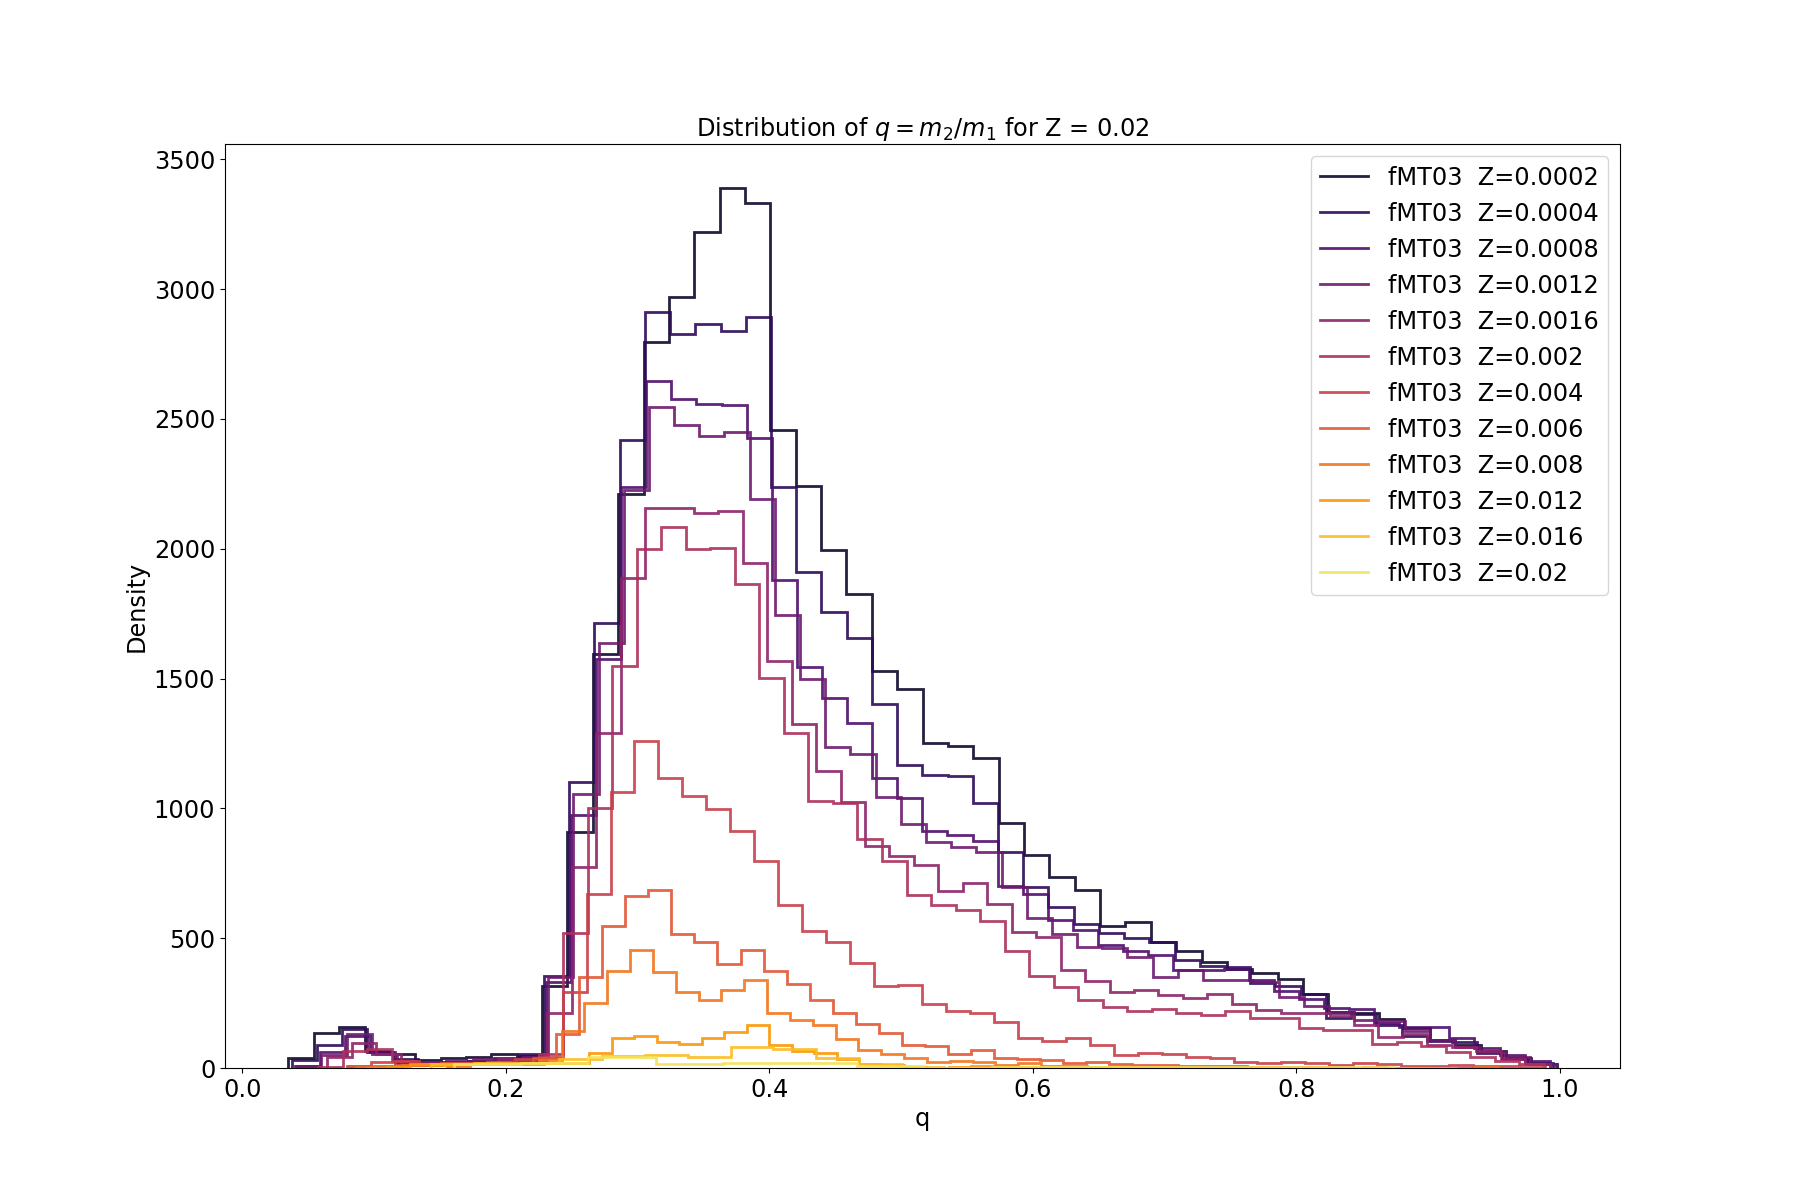 Distribution of q = m₂/m₁ for Z = 0.02
3500
3000
2500
2000
1500
1000
500
0
Density
0.0 0.2 0.4 0.6 0.8 1.0
q
fMT03 Z=0.0002
fMT03 Z=0.0004
fMT03 Z=0.0008
fMT03 Z=0.0012
fMT03 Z=0.0016
fMT03 Z=0.002
fMT03 Z=0.004
fMT03 Z=0.006
fMT03 Z=0.008
fMT03 Z=0.012
fMT03 Z=0.016
fMT03 Z=0.02